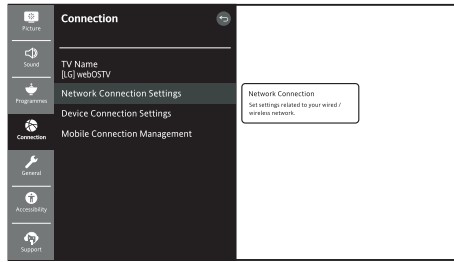 Picture
Sound
Programmes
Connection
General
Accessibility
Support
Connection
TV Name
[LG] webOSTV
Network Connection Settings
Device Connection Settings
Mobile Connection Management
Network Connection
Set settings related to your wired /
wireless network.